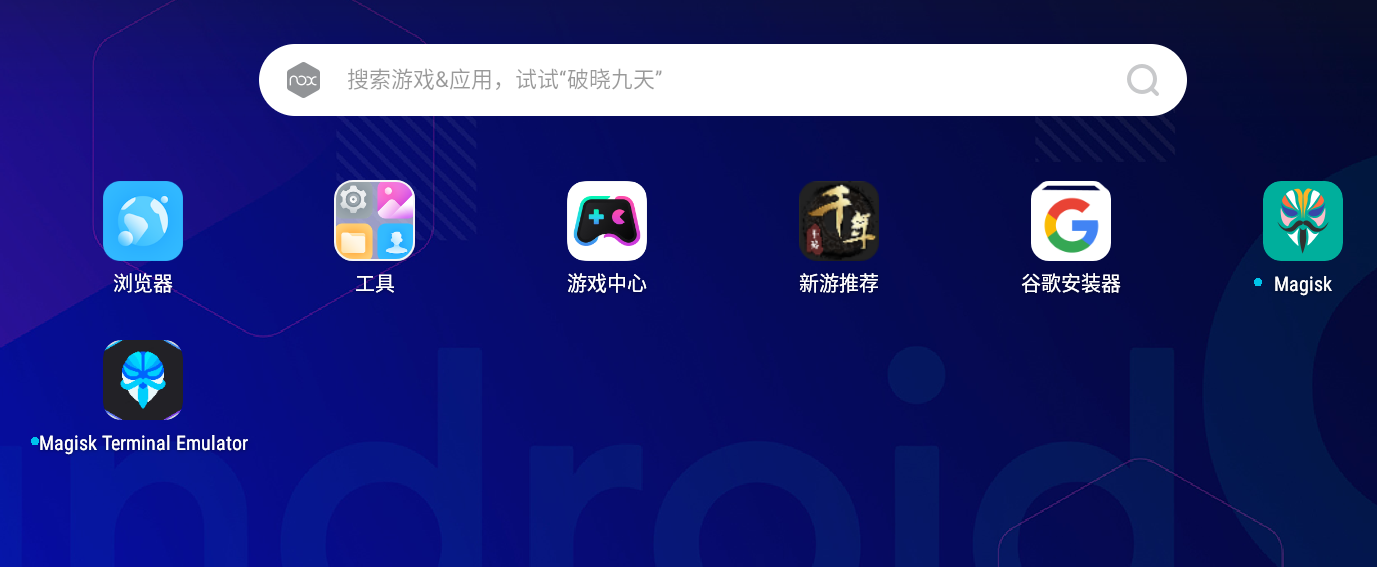 nox
搜索游戏&应用，试试“破晓九天”
千年
浏览器
工具
游戏中心
新游推荐
谷歌安装器
Magisk
Magisk Terminal Emulator
android